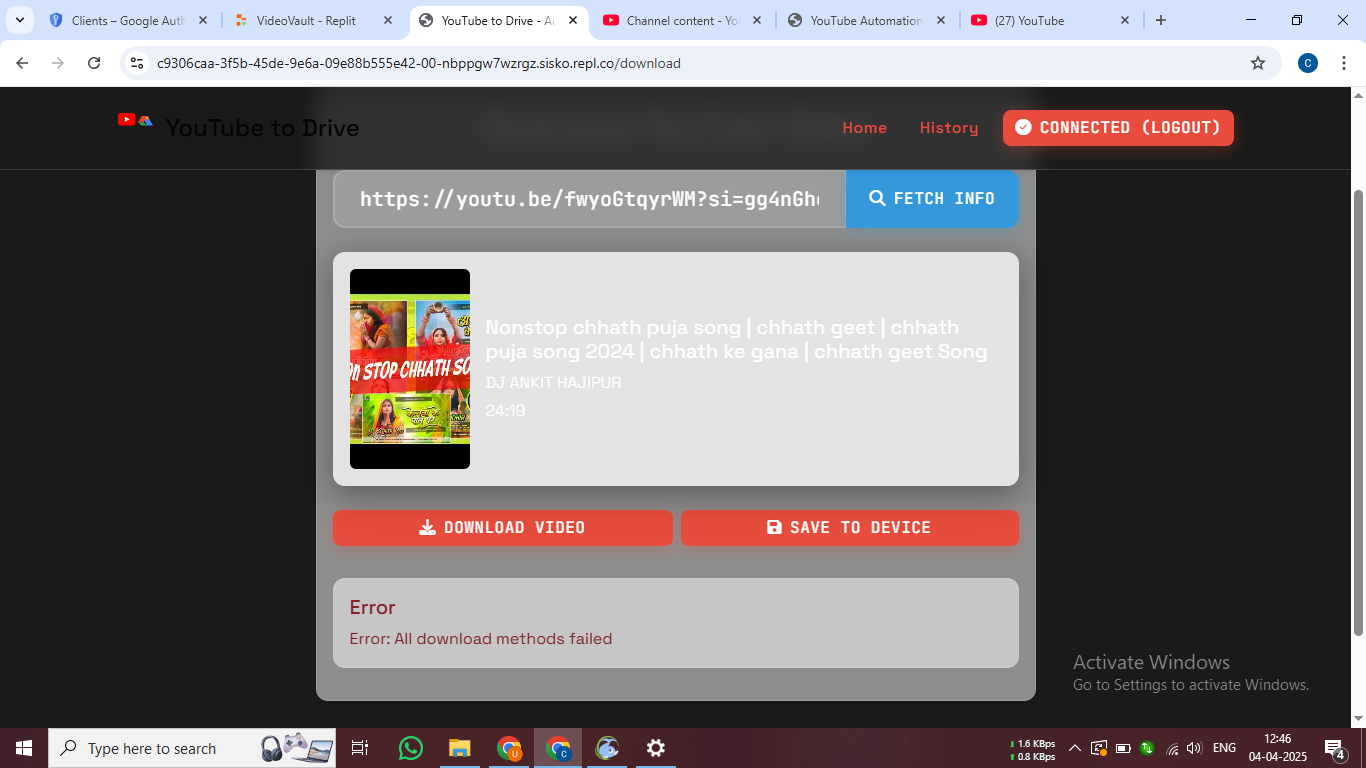 Clients – Google Auth
VideoVault - Replit
YouTube to Drive - Au
Channel content - Yo
YouTube Automation
(27) YouTube
c9306caa-3f5b-45de-9e6a-09e88b555e42-00-nbppgw7wzrgz.sisko.repl.co/download
C
YouTube to Drive
Home
History
CONNECTED (LOGOUT)
https://youtu.be/fwyoGtqyrWM?si=gg4nGh
FETCH INFO
N STOP CHHATH SO
Nonstop chhath puja song | chhath geet | chhath
puja song 2024 | chhath ke gana | chhath geet Song
DJ ANKIT HAJIPUR
24:19
DOWNLOAD VIDEO
SAVE TO DEVICE
Error
Error: All download methods failed
Activate Windows
Go to Settings to activate Windows.
Type here to search
U
C
1.6 KBps
0.8 KBps
ENG
12:46
04-04-2025
4